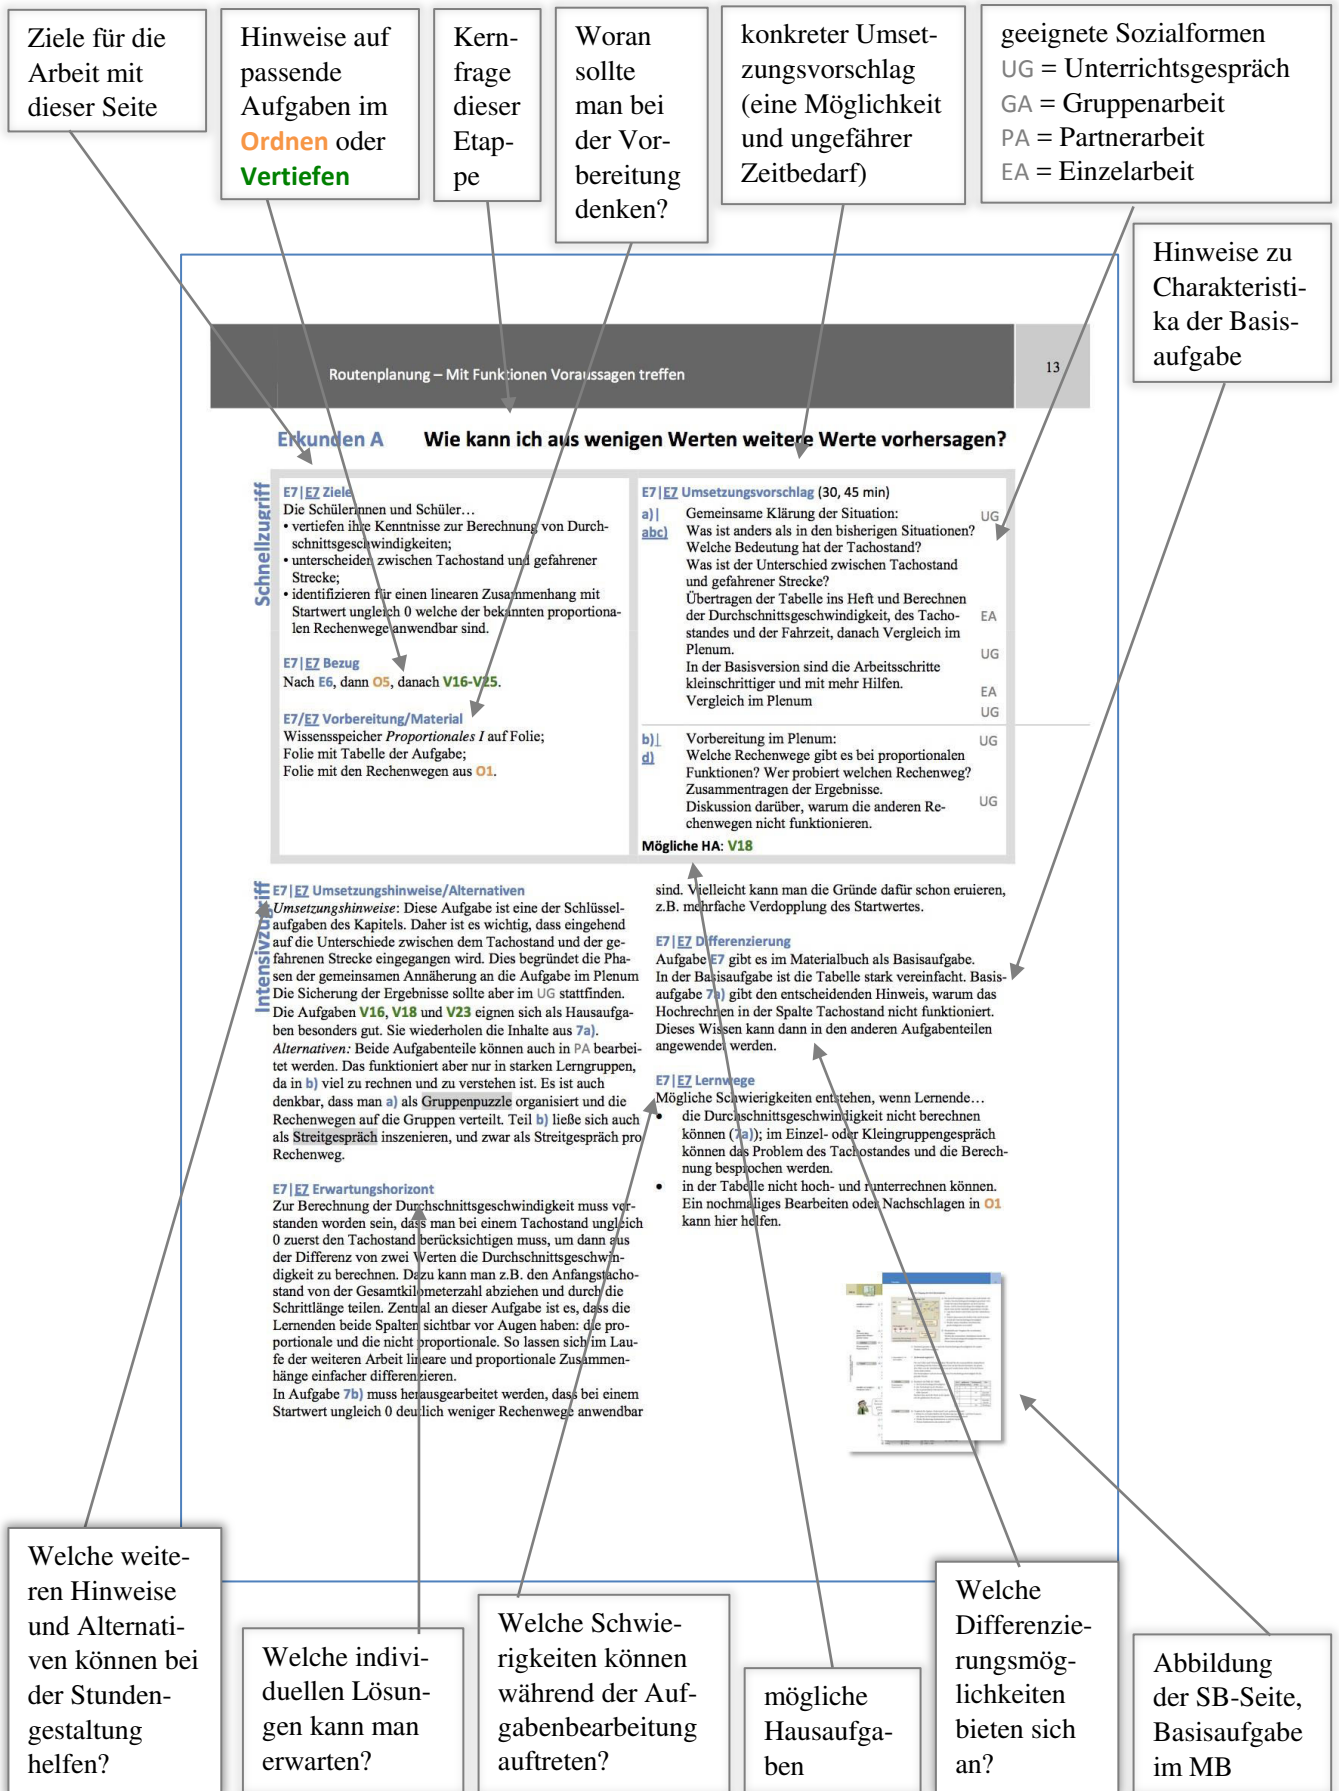 Ziele für die
Arbeit mit
dieser Seite
Hinweise auf
passende
Aufgaben im
Ordnen oder
Vertiefen
Kern-
frage
dieser
Etap-
pe
Woran
sollte
man bei
der Vor-
bereitung
denken?
konkreter Umset-
zungsvorschlag
(eine Möglichkeit
und ungefährer
Zeitbedarf)
geeignete Sozialformen
UG = Unterrichtsgespräch
GA = Gruppenarbeit
PA = Partnerarbeit
EA = Einzelarbeit
Hinweise zu
Charakteristi-
ka der Basis-
aufgabe
Routenplanung – Mit Funktionen Voraussagen treffen
13
Erkunden A Wie kann ich aus wenigen Werten weitere Werte vorhersagen?
Schnellzugriff
E7|E7 Ziele
Die Schülerinnen und Schüler…
• vertiefen ihre Kenntnisse zur Berechnung von Durch-
schnittsgeschwindigkeiten;
• unterscheiden zwischen Tachostand und gefahrener
Strecke;
• identifizieren für einen linearen Zusammenhang mit
Startwert ungleich 0 welche der bekannten proportiona-
len Rechenwege anwendbar sind.
E7|E7 Bezug
Nach E6, dann O5, danach V16-V25.
E7/E7 Vorbereitung/Material
Wissensspeicher Proportionales I auf Folie;
Folie mit Tabelle der Aufgabe;
Folie mit den Rechenwegen aus O1.
E7|E7 Umsetzungsvorschlag (30, 45 min)
a)| Gemeinsame Klärung der Situation: UG
abc) Was ist anders als in den bisherigen Situationen?
Welche Bedeutung hat der Tachostand?
Was ist der Unterschied zwischen Tachostand
und gefahrener Strecke?
Übertragen der Tabelle ins Heft und Berechnen
der Durchschnittsgeschwindigkeit, des Tacho- EA
standes und der Fahrzeit, danach Vergleich im
Plenum. UG
In der Basisversion sind die Arbeitsschritte
kleinschrittiger und mit mehr Hilfen. EA
Vergleich im Plenum UG
b)| Vorbereitung im Plenum: UG
d) Welche Rechenwege gibt es bei proportionalen
Funktionen? Wer probiert welchen Rechenweg?
Zusammentragen der Ergebnisse.
Diskussion darüber, warum die anderen Re- UG
chenwegen nicht funktionieren.
Mögliche HA: V18
Intensivzugriff
E7|E7 Umsetzungshinweise/Alternativen
Umsetzungshinweise: Diese Aufgabe ist eine der Schlüssel-
aufgaben des Kapitels. Daher ist es wichtig, dass eingehend
auf die Unterschiede zwischen dem Tachostand und der ge-
fahrenen Strecke eingegangen wird. Dies begründet die Pha-
sen der gemeinsamen Annäherung an die Aufgabe im Plenum
Die Sicherung der Ergebnisse sollte aber im UG stattfinden.
Die Aufgaben V16, V18 und V23 eignen sich als Hausaufga-
ben besonders gut. Sie wiederholen die Inhalte aus 7a).
Alternativen: Beide Aufgabenteile können auch in PA bearbei-
tet werden. Das funktioniert aber nur in starken Lerngruppen,
da in b) viel zu rechnen und zu verstehen ist. Es ist auch
denkbar, dass man a) als Gruppenpuzzle organisiert und die
Rechenwegen auf die Gruppen verteilt. Teil b) ließe sich auch
als Streitgespräch inszenieren, und zwar als Streitgespräch pro
Rechenweg.
E7|E7 Erwartungshorizont
Zur Berechnung der Durchschnittsgeschwindigkeit muss ver-
standen worden sein, dass man bei einem Tachostand ungleich
0 zuerst den Tachostand berücksichtigen muss, um dann aus
der Differenz von zwei Werten die Durchschnittsgeschwin-
digkeit zu berechnen. Dazu kann man z.B. den Anfangstacho-
stand von der Gesamtkilometerzahl abziehen und durch die
Schrittlänge teilen. Zentral an dieser Aufgabe ist es, dass die
Lernenden beide Spalten sichtbar vor Augen haben: die pro-
portionale und die nicht proportionale. So lassen sich im Lau-
fe der weiteren Arbeit lineare und proportionale Zusammen-
hänge einfacher differenzieren.
In Aufgabe 7b) muss herausgearbeitet werden, dass bei einem
Startwert ungleich 0 deutlich weniger Rechenwege anwendbar
sind. Vielleicht kann man die Gründe dafür schon eruieren,
z.B. mehrfache Verdopplung des Startwertes.
E7|E7 Differenzierung
Aufgabe E7 gibt es im Materialbuch als Basisaufgabe.
In der Basisaufgabe ist die Tabelle stark vereinfacht. Basis-
aufgabe 7a) gibt den entscheidenden Hinweis, warum das
Hochrechnen in der Spalte Tachostand nicht funktioniert.
Dieses Wissen kann dann in den anderen Aufgabenteilen
angewendet werden.
E7|E7 Lernwege
Mögliche Schwierigkeiten entstehen, wenn Lernende…
• die Durchschnittsgeschwindigkeit nicht berechnen
können (7a)); im Einzel- oder Kleingruppengespräch
können das Problem des Tachostandes und die Berech-
nung besprochen werden.
• in der Tabelle nicht hoch- und runterrechnen können.
Ein nochmaliges Bearbeiten oder Nachschlagen in O1
kann hier helfen.
Welche weite-
ren Hinweise
und Alternati-
ven können bei
der Stunden-
gestaltung
helfen?
Welche indivi-
duellen Lösun-
gen kann man
erwarten?
Welche Schwie-
rigkeiten können
während der Auf-
gabenbearbeitung
auftreten?
mögliche
Hausaufga-
ben
Welche
Differenzie-
rungsmög-
lichkeiten
bieten sich
an?
Abbildung
der SB-Seite,
Basisaufgabe
im MB